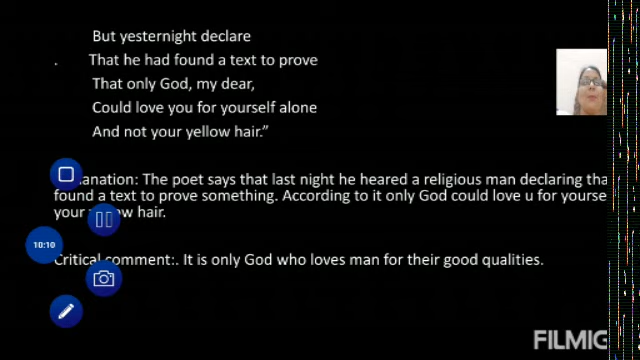 But yesternight declare
. That he had found a text to prove
That only God, my dear,
Could love you for yourself alone
And not your yellow hair.”
anation: The poet says that last night he heared a religious man declaring tha
found a text to prove something. According to it only God could love u for yourse
your w hair.
10:10
Critical comment:. It is only God who loves man for their good qualities.
FILMIG